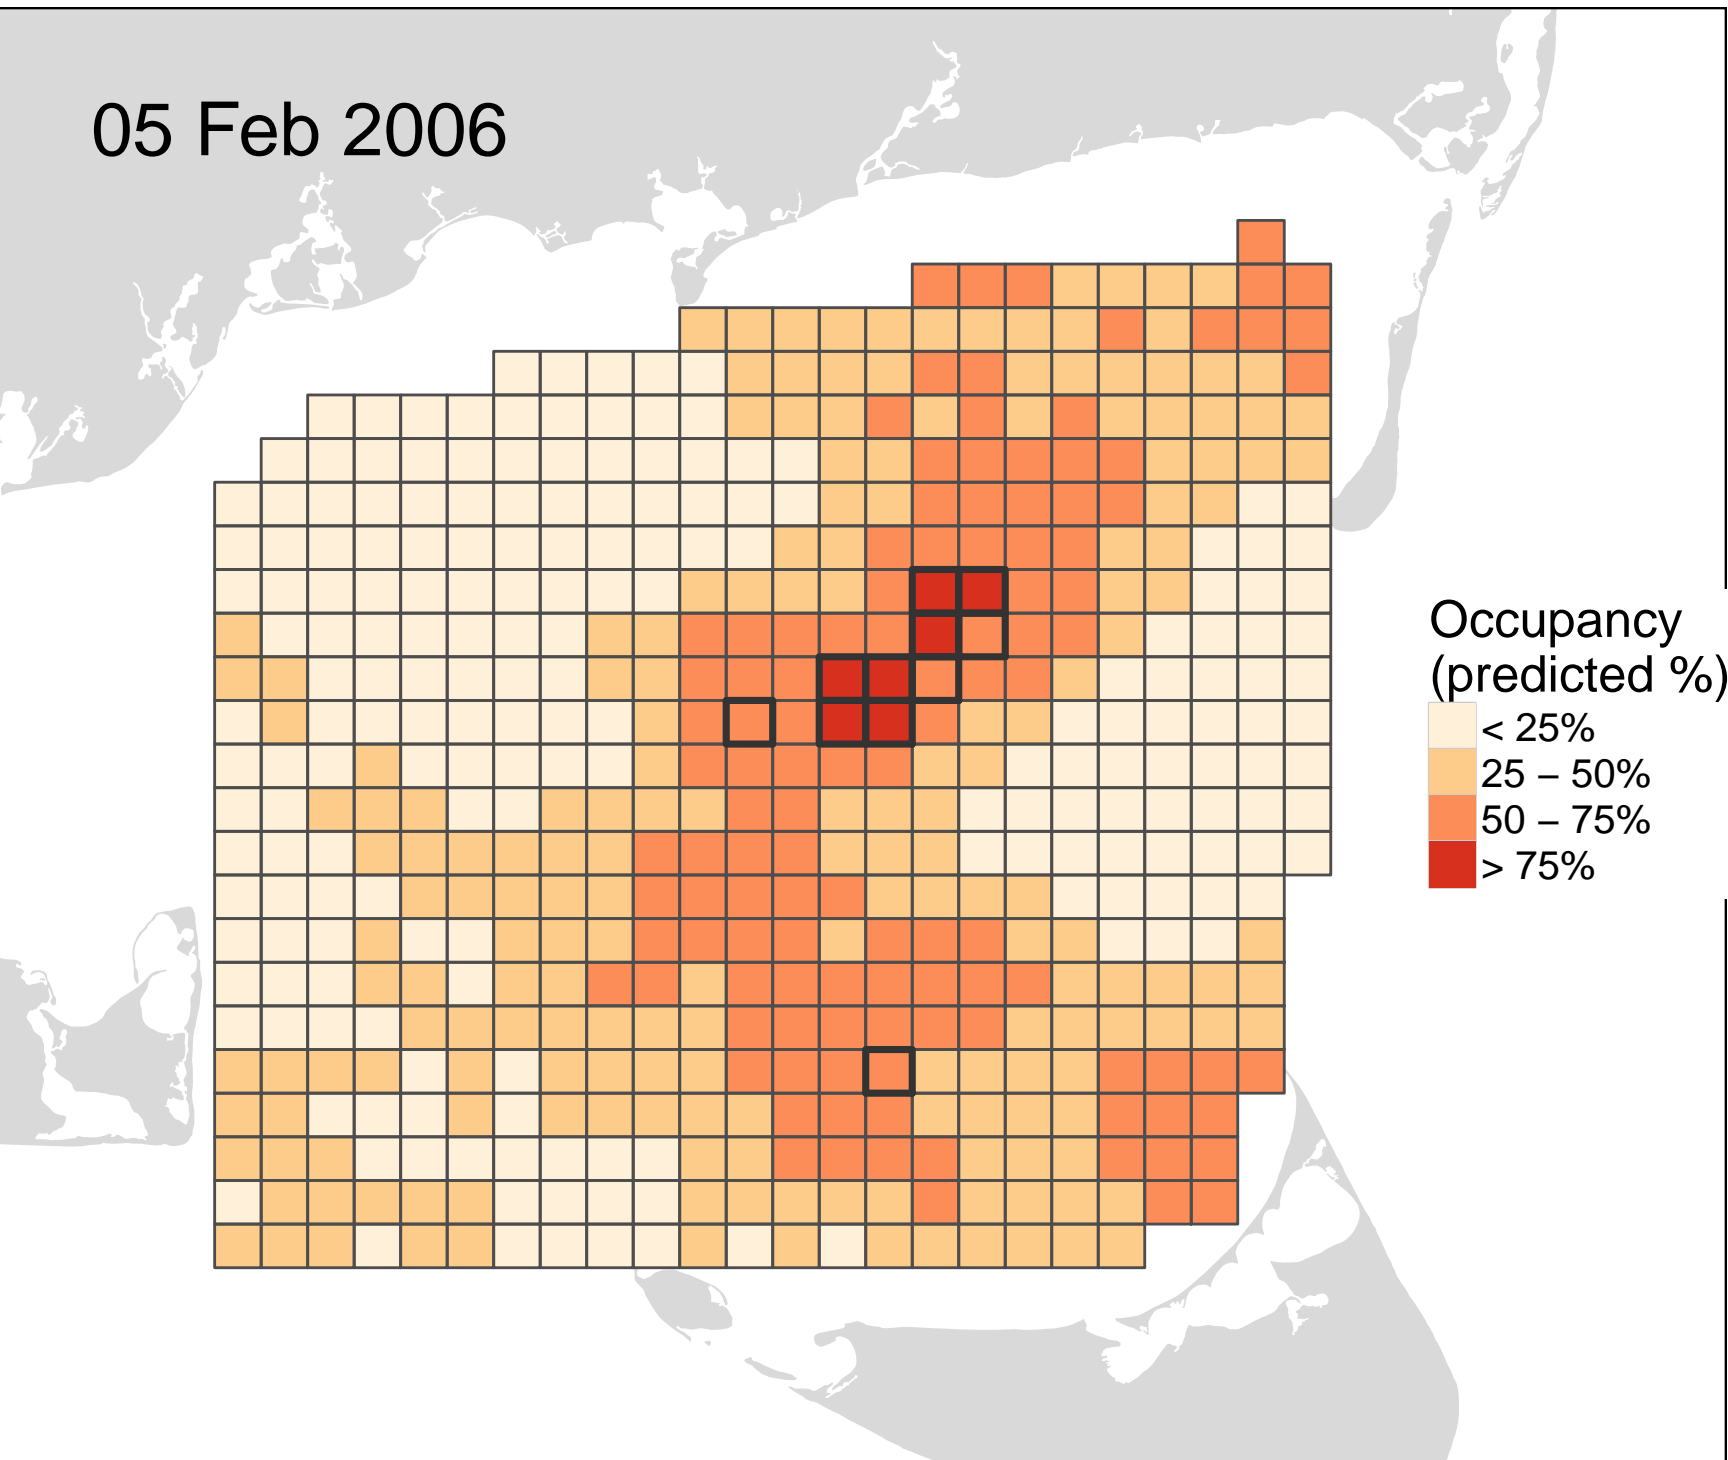 05 Feb 2006
Occupancy
(predicted %)
< 25%
25 – 50%
50 – 75%
> 75%